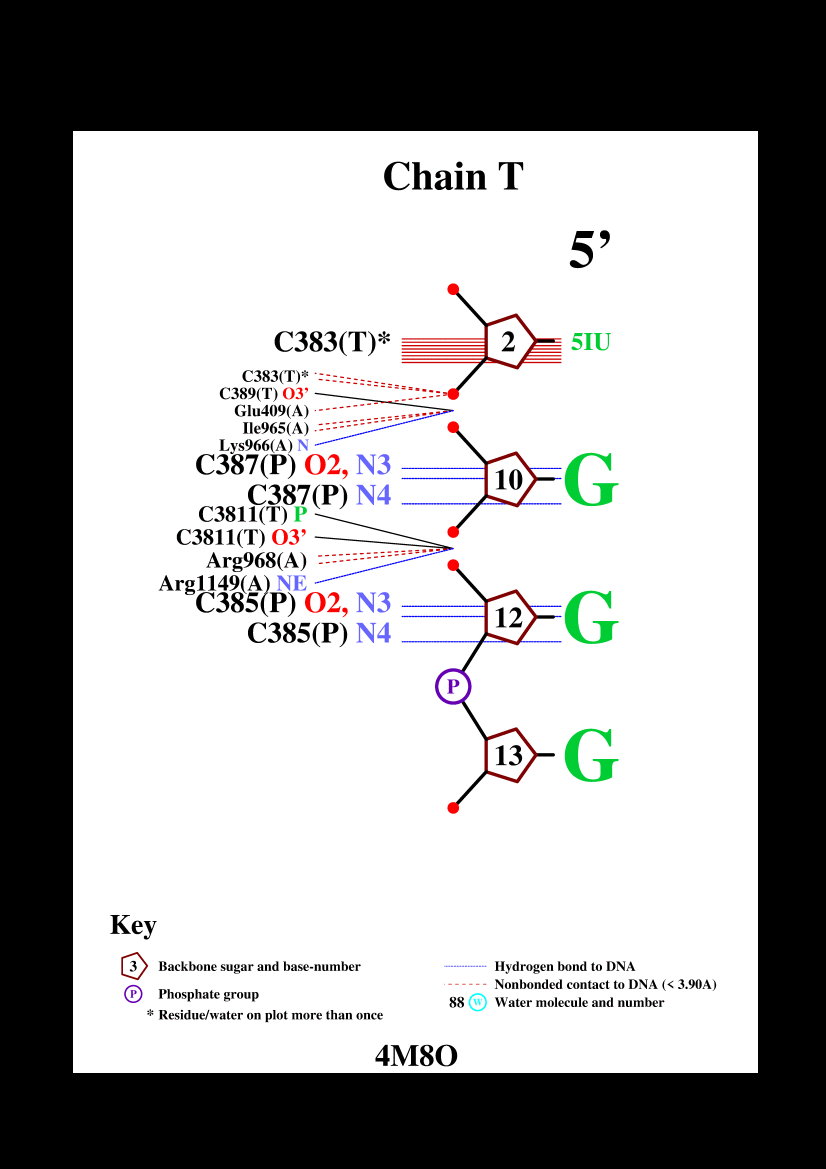 Chain T
5’
C383(T)*
2
5IU
C383(T)*
C389(T) O3’
Glu409(A)
Ile965(A)
Lys966(A) N
C387(P) O2, N3
10
G
C387(P) N4
C3811(T) P
C3811(T) O3’
Arg968(A)
Arg1149(A) NE
C385(P) O2, N3
12
G
C385(P) N4
P
13
G
Key
3 Backbone sugar and base-number
P Phosphate group
* Residue/water on plot more than once
Hydrogen bond to DNA
Nonbonded contact to DNA (< 3.90A)
88 W Water molecule and number
4M8O